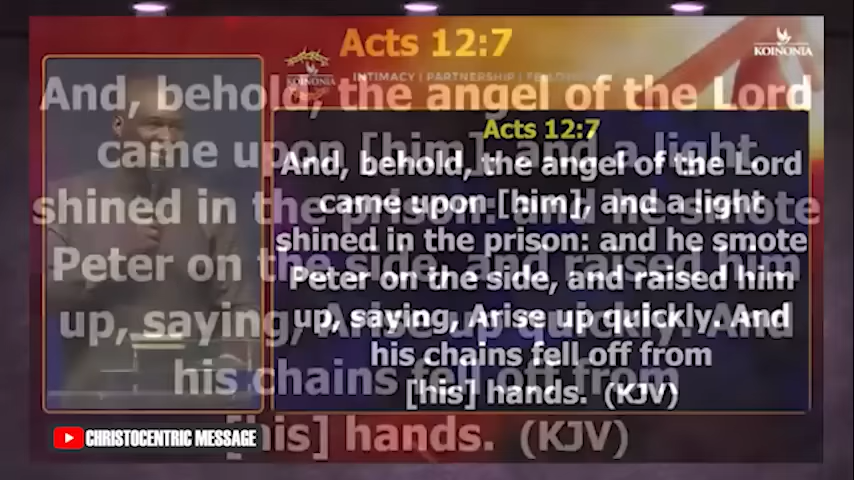 Acts 12:7
KOINONIA
KOINONIA
INTIMACY | PARTNERSHIP |
And, behold, the angel of the Lord
came upon [him], and a light
shined in the prison: and he smote
Peter on the side, and raised him
up, saying, Arise up quickly. And
his chains fell off from
[his] hands. (KJV)
Acts 12:7
And, behold, the angel of the Lord
came upon [him], and a light
shined in the prison: and he smote
Peter on the side, and raised him
up, saying, Arise up quickly. And
his chains fell off from
[his] hands. (KJV)
CHRISTOCENTRIC MESSAGE